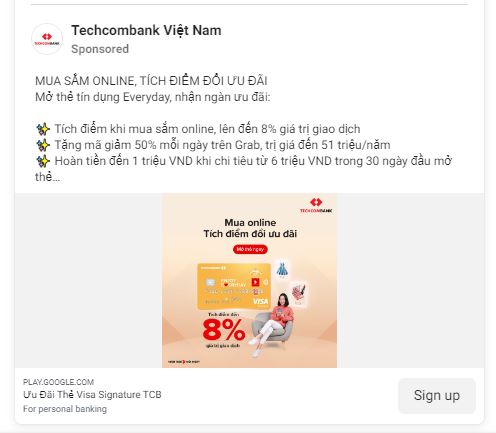 Techcombank Việt Nam
Sponsored
MUA SẮM ONLINE, TÍCH ĐIỂM ĐỔI ƯU ĐÃI
Mở thẻ tín dụng Everyday, nhận ngàn ưu đãi:
✨ Tích điểm khi mua sắm online, lên đến 8% giá trị giao dịch
✨ Tặng mã giảm 50% mỗi ngày trên Grab, trị giá đến 51 triệu/năm
✨ Hoàn tiền đến 1 triệu VND khi chi tiêu từ 6 triệu VND trong 30 ngày đầu mở
thẻ...
TECHCOMBANK
Mua online
Tích điểm đổi ưu đãi
Mở thẻ ngay
TECHCOMBANK
VISA
Tích điểm đến
8%
giá trị giao dịch
PLAY.GOOGLE.COM
Ưu Đãi Thẻ Visa Signature TCB
For personal banking
Sign up